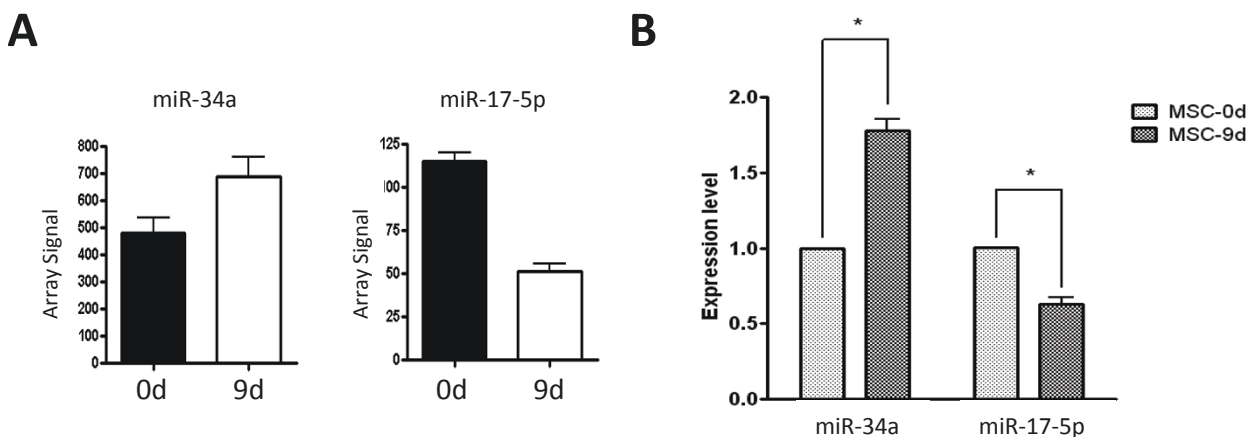 A
miR-34a
Array Signal
800
700
600
500
400
300
200
100
0
0d 9d
miR-17-5p
Array Signal
125
100
75
50
25
0
0d 9d
B
Expression level
2.0
1.5
1.0
0.5
0.0
*
*
miR-34a miR-17-5p
MSC-0d
MSC-9d